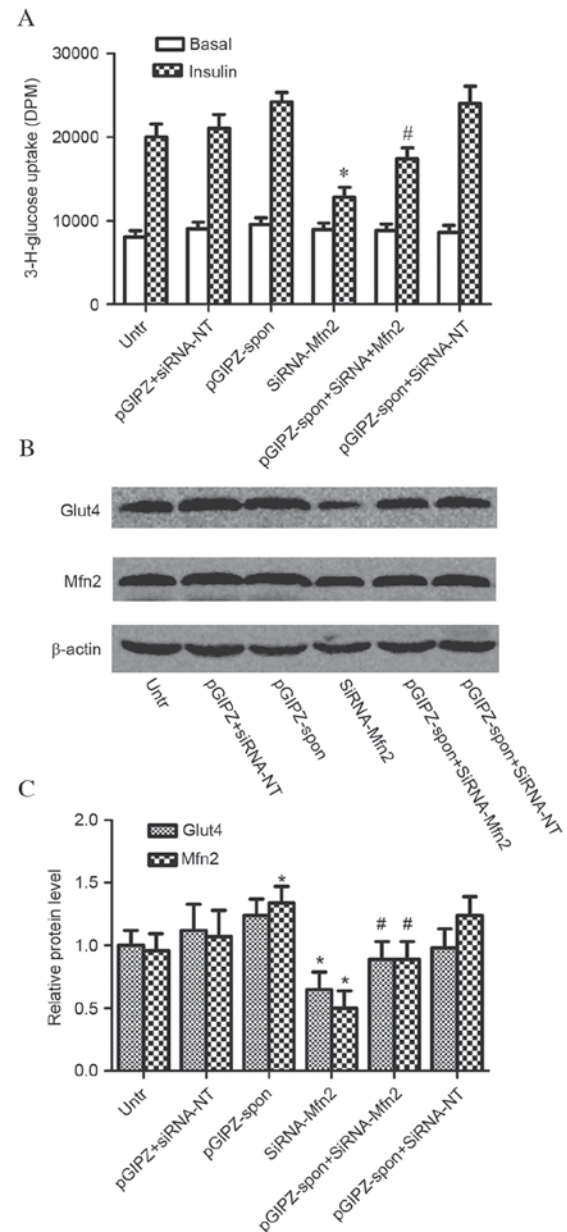 A
3-H-glucose uptake (DPM)
30000
20000
10000
0
Basal
Insulin
*
#
Untr
pGIPZ+siRNA-NT
pGIPZ-spon
SiRNA-Mfn2
pGIPZ-spon+SiRNA+Mfn2
pGIPZ-spon+SiRNA-NT
B
Glut4
Mfn2
β-actin
Untr
pGIPZ+siRNA-NT
pGIPZ-spon
SiRNA-Mfn2
pGIPZ-spon+SiRNA-Mfn2
pGIPZ-spon+SiRNA-NT
C
Relative protein level
2.0
1.5
1.0
0.5
0.0
Glut4
Mfn2
*
*
*
#
#
Untr
pGIPZ+siRNA-NT
pGIPZ-spon
SiRNA-Mfn2
pGIPZ-spon+SiRNA-Mfn2
pGIPZ-spon+SiRNA-NT